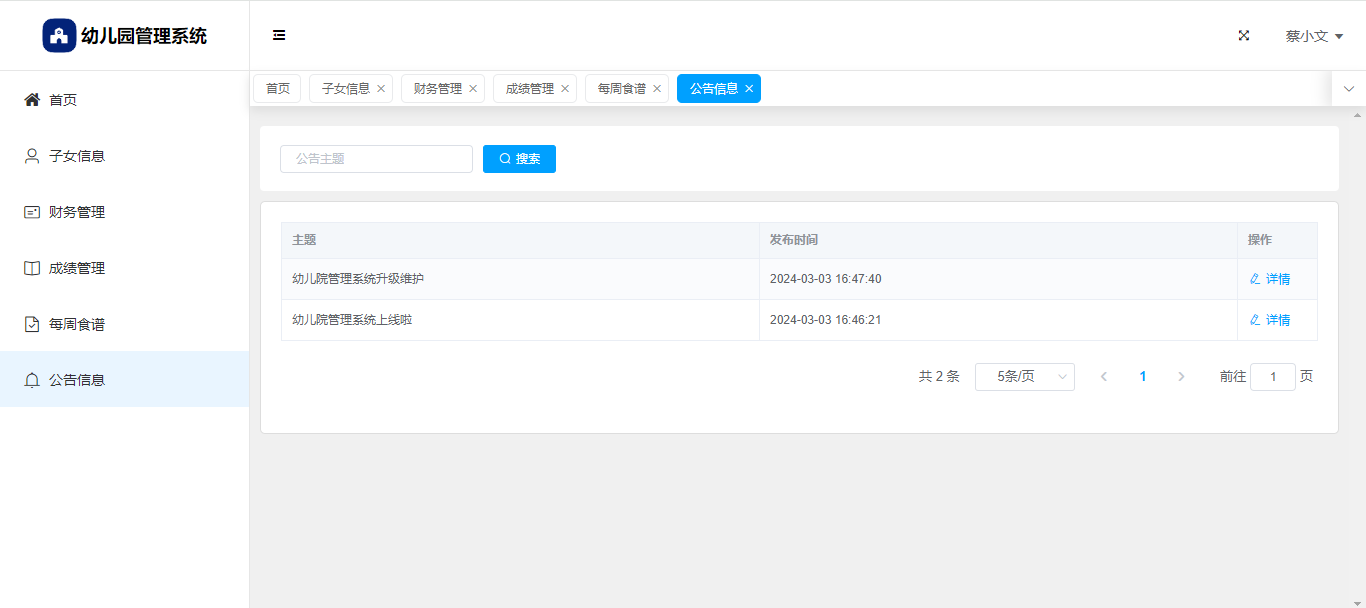 幼儿园管理系统
蔡小文
首页
子女信息
财务管理
成绩管理
每周食谱
公告信息
首页 子女信息 财务管理 成绩管理 每周食谱 公告信息
公告主题 搜索
主题 发布时间 操作
幼儿院管理系统升级维护 2024-03-03 16:47:40 详情
幼儿院管理系统上线啦 2024-03-03 16:46:21 详情
共 2 条 5条/页 1 前往 1 页